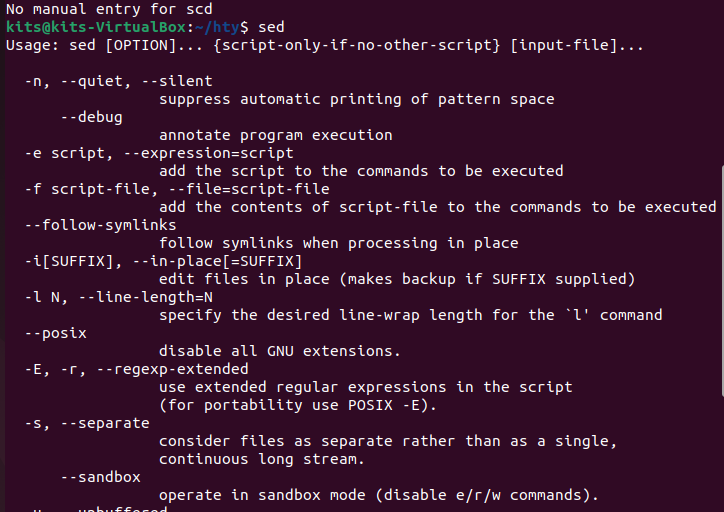 No manual entry for scd
kits@kits-VirtualBox:~/hty$ sed
Usage: sed [OPTION]... {script-only-if-no-other-script} [input-file]...
-n, --quiet, --silent
suppress automatic printing of pattern space
--debug
annotate program execution
-e script, --expression=script
add the script to the commands to be executed
-f script-file, --file=script-file
add the contents of script-file to the commands to be executed
--follow-symlinks
follow symlinks when processing in place
-i[SUFFIX], --in-place[=SUFFIX]
edit files in place (makes backup if SUFFIX supplied)
-l N, --line-length=N
specify the desired line-wrap length for the `l' command
--posix
disable all GNU extensions.
-E, -r, --regexp-extended
use extended regular expressions in the script
(for portability use POSIX -E).
-s, --separate
consider files as separate rather than as a single,
continuous long stream.
--sandbox
operate in sandbox mode (disable e/r/w commands).